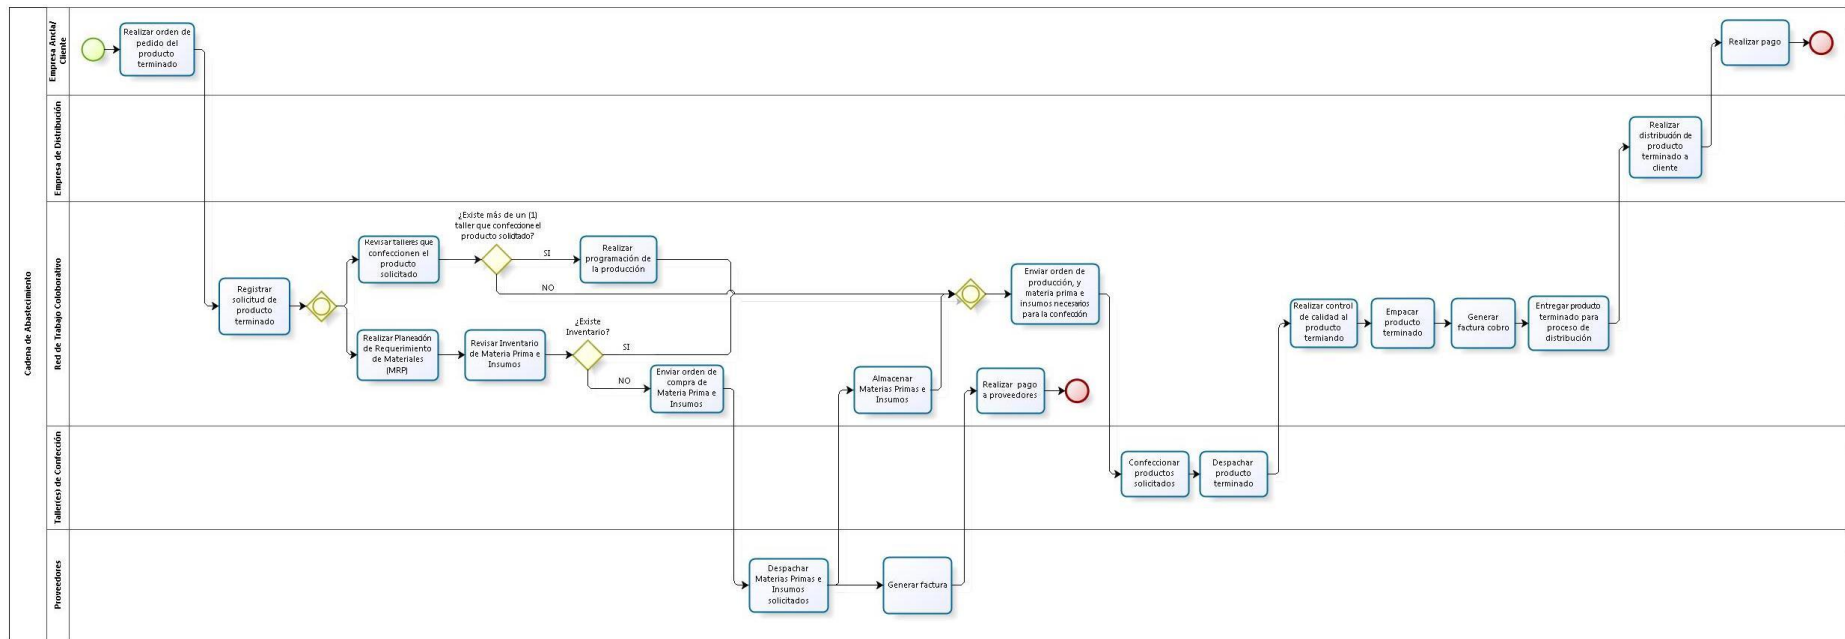 Cadena de Abastecimiento
Empresa Ancla/
Cliente
Realizar orden de
pedido del
producto
terminado
Realizar pago
Empresa de Distribución
Realizar
distribución de
producto
terminado a
cliente
Red de Trabajo Coloborativo
Registrar
solicitud de
producto
terminado
Revisar talleres que
confeccionen el
producto
solicitado
¿Existe más de un (1)
taller que confeccione el
producto solicitado?
SI
NO
Realizar
programación de
la producción
Realizar Planeación
de Requerimiento
de Materiales
(MRP)
Revisar Inventario
de Materia Prima e
Insumos
¿Existe
Inventario?
SI
NO
Enviar orden de
compra de
Materia Prima e
Insumos
Almacenar
Materias Primas e
Insumos
Realizar pago
a proveedores
Enviar orden de
producción, y
materia prima e
insumos necesarios
para la confección
Realizar control
de calidad al
producto
termiando
Empacar
producto
terminado
Generar
factura cobro
Entregar producto
terminado para
proceso de
distribución
Taller(es) de Confección
Confeccionar
productos
solicitados
Despachar
producto
terminado
Proveedores
Despachar
Materias Primas e
Insumos
solicitados
Generar factura